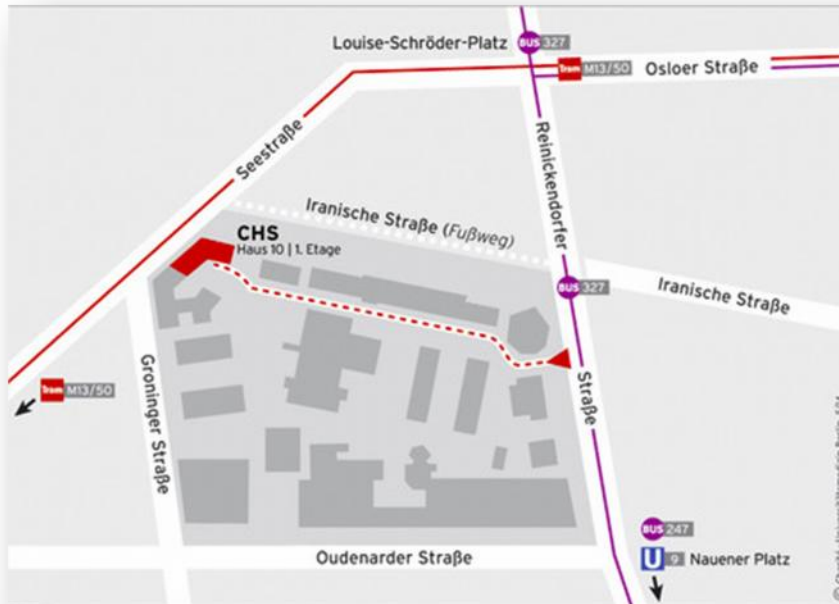 Louise-Schröder-Platz
BUS 327
Tram M13/50
Osloer Straße
Seestraße
Reinickendorfer
Iranische Straße (Fußweg)
CHS
Haus 10 | 1. Etage
BUS 327
Iranische Straße
Groninger Straße
Tram M13/50
Straße
BUS 247
U 9 Nauener Platz
Oudenarder Straße